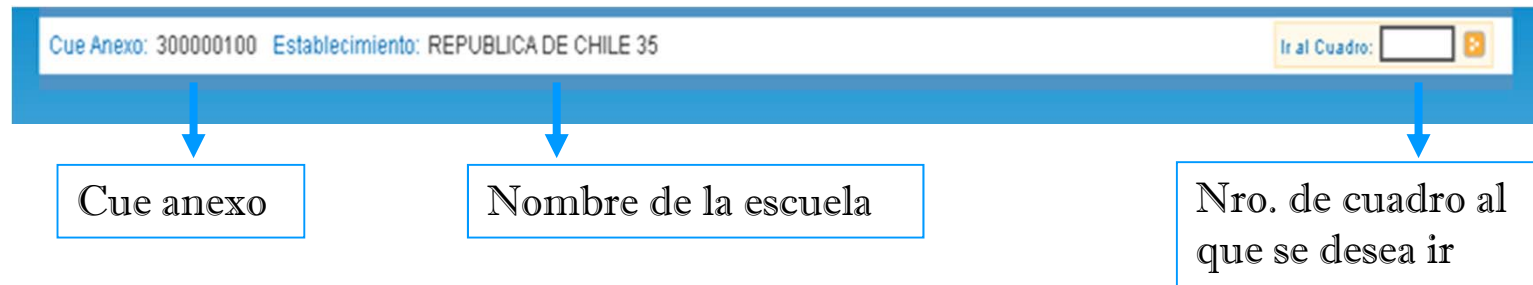 Cue Anexo: 300000100 Establecimiento: REPUBLICA DE CHILE 35 Ir al Cuadro:
Cue anexo
Nombre de la escuela
Nro. de cuadro al
que se desea ir